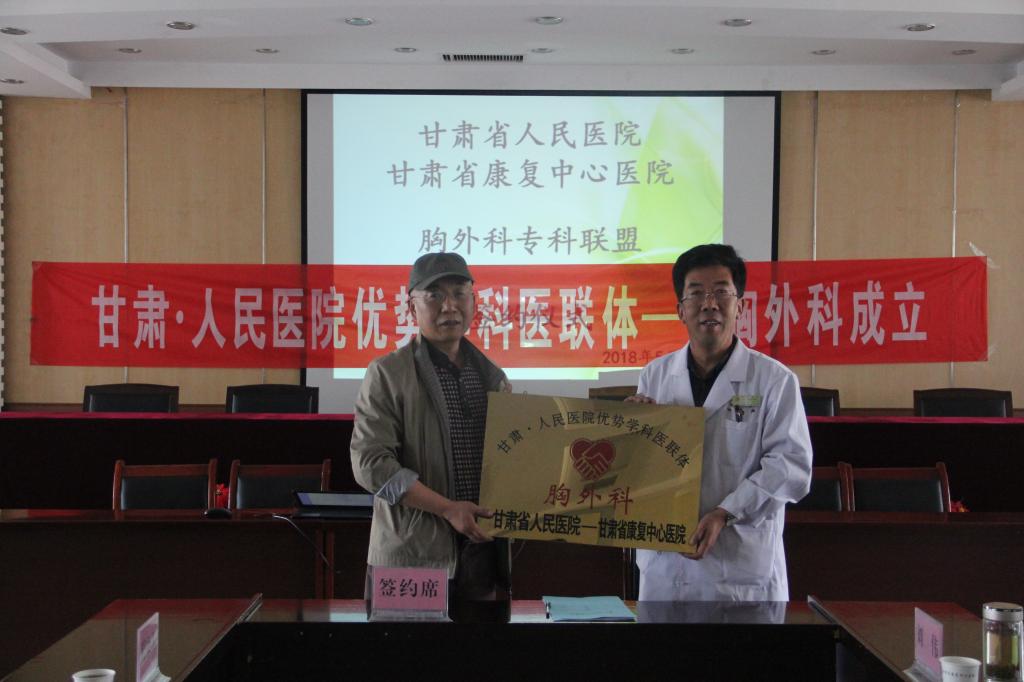 甘肃省人民医院
甘肃省康复中心医院
胸外科专科联盟
甘肃·人民医院优势 科医联体一 胸外科成立
2018年5
甘肃·人民医院优势学科医联体
胸外科
甘肃省人民医院—甘肃省康复中心医院
签约席